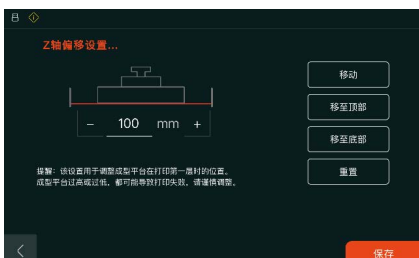 Z轴偏移设置...
移动
移至顶部
- 100 mm +
移至底部
提醒：该设置用于调整成型平台在打印第一层时的位置。
成型平台过高或过低，都可能导致打印失败，请谨慎调整。
重置
保存